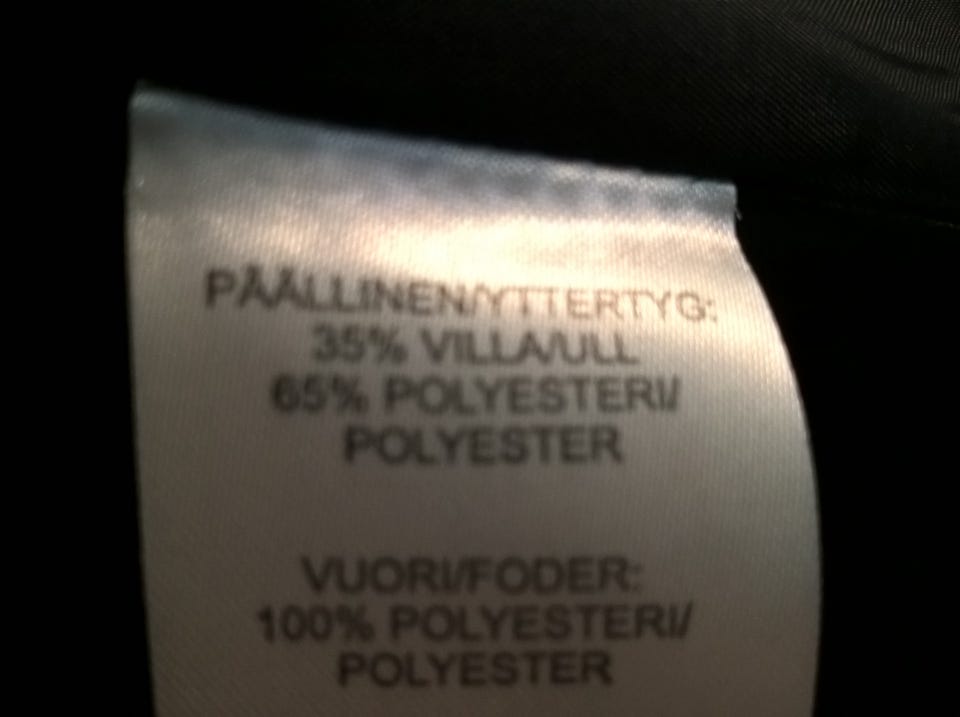 PÄÄLLINEN/YTTERTYG:
35% VILLA/ULL
65% POLYESTERI/
POLYESTER
VUORI/FODER:
100% POLYESTERI/
POLYESTER